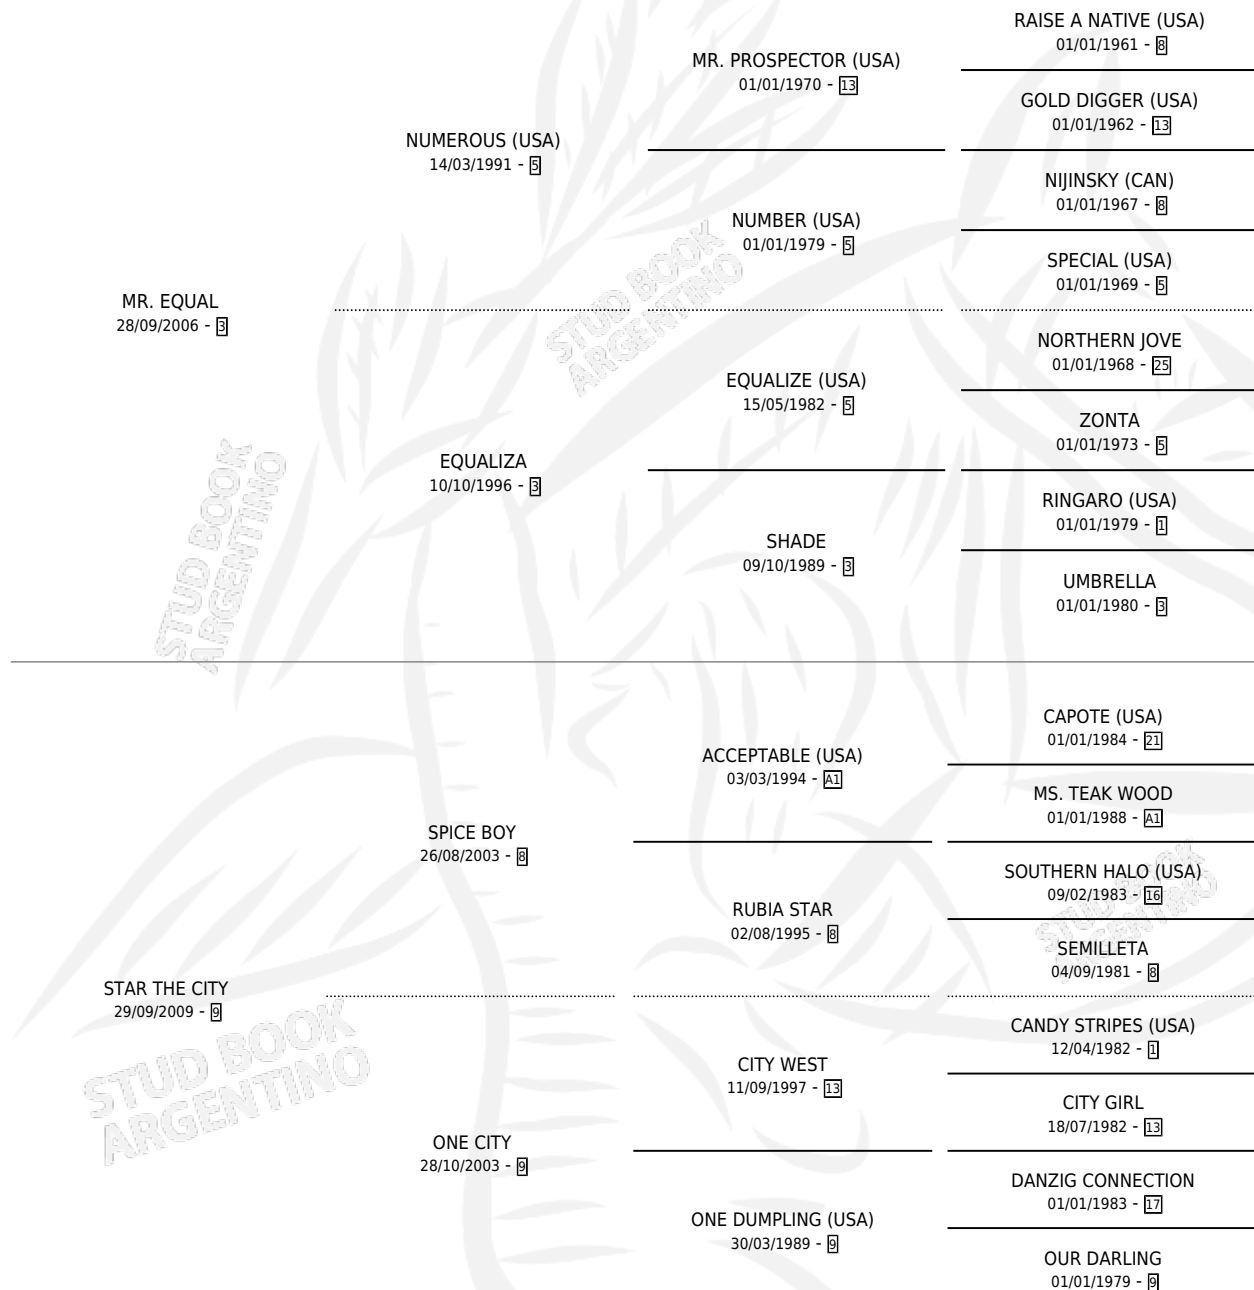 RAISE A NATIVE (USA)
01/01/1961 - 8
MR. PROSPECTOR (USA)
01/01/1970 - 13
GOLD DIGGER (USA)
01/01/1962 - 13
NUMEROUS (USA)
14/03/1991 - 5
NIJINSKY (CAN)
01/01/1967 - 8
NUMBER (USA)
01/01/1979 - 5
SPECIAL (USA)
01/01/1969 - 5
MR. EQUAL
28/09/2006 - 3
NORTHERN JOVE
01/01/1968 - 25
EQUALIZE (USA)
15/05/1982 - 5
ZONTA
01/01/1973 - 5
EQUALIZA
10/10/1996 - 3
RINGARO (USA)
01/01/1979 - 1
SHADE
09/10/1989 - 3
UMBRELLA
01/01/1980 - 3
CAPOTE (USA)
01/01/1984 - 21
ACCEPTABLE (USA)
03/03/1994 - A1
MS. TEAK WOOD
01/01/1988 - A1
SPICE BOY
26/08/2003 - 8
SOUTHERN HALO (USA)
09/02/1983 - 16
RUBIA STAR
02/08/1995 - 8
SEMILLETA
04/09/1981 - 8
STAR THE CITY
29/09/2009 - 9
CANDY STRIPES (USA)
12/04/1982 - 1
CITY WEST
11/09/1997 - 13
CITY GIRL
18/07/1982 - 13
ONE CITY
28/10/2003 - 9
DANZIG CONNECTION
01/01/1983 - 17
ONE DUMPLING (USA)
30/03/1989 - 9
OUR DARLING
01/01/1979 - 9
STUD BOOK
ARGENTINO
STUD BOOK
ARGENTINO
STUD BOOK
ARGENTINO
STUD BOOK
ARGENTINO